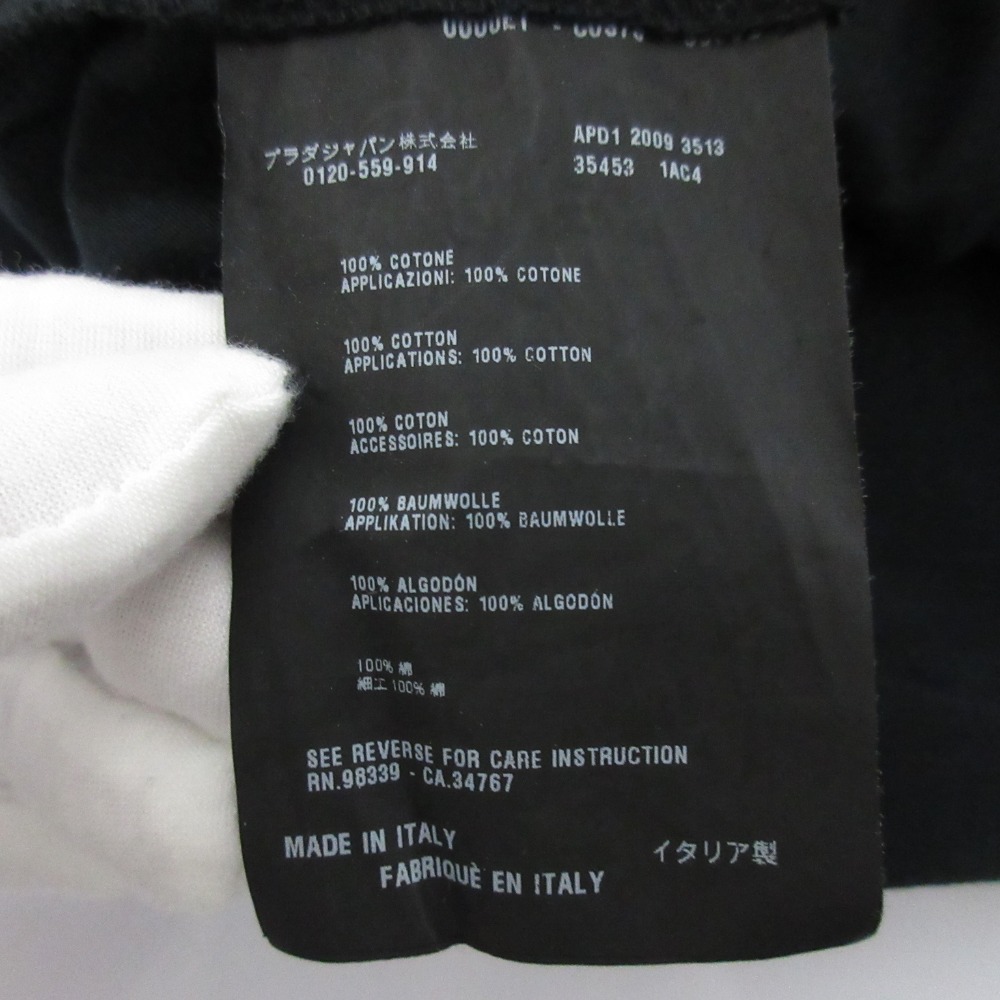 プラダジャパン株式会社
0120-559-914
APD1 2009 3513
35453 1AC4
100% COTONE
APPLICAZIONI: 100% COTONE
100% COTTON
APPLICATIONS: 100% COTTON
100% COTON
ACCESSOIRES: 100% COTON
100% BAUMWOLLE
APPLIKATION: 100% BAUMWOLLE
100% ALGODÓN
APLICACIONES: 100% ALGODÓN
100% 綿
細工 100% 綿
SEE REVERSE FOR CARE INSTRUCTION
RN.98339 - CA.34767
MADE IN ITALY
FABRIQUÈ EN ITALY
イタリア製